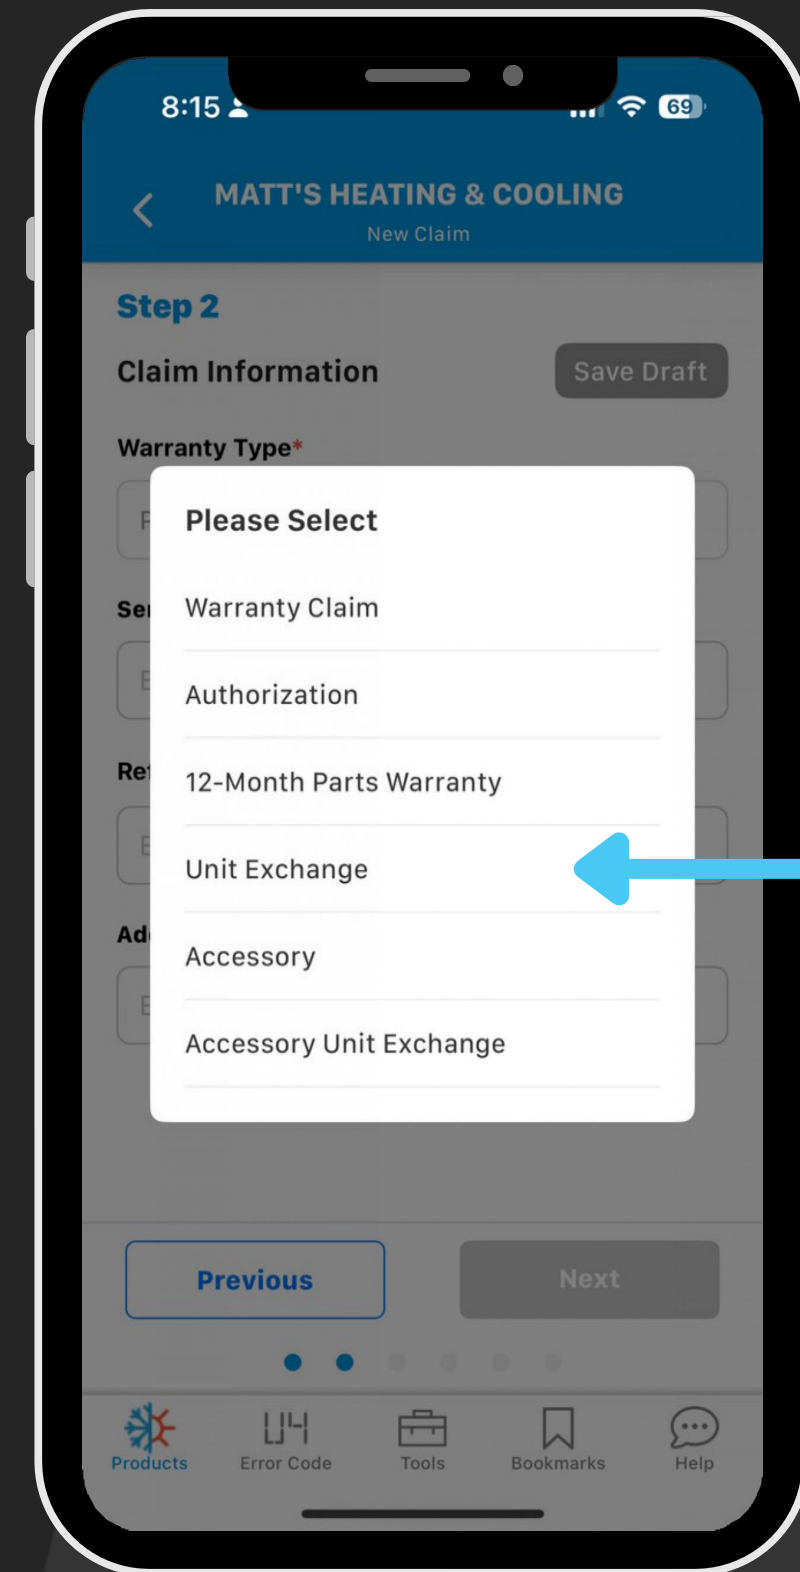 8:15
69
MATT'S HEATING & COOLING
New Claim
Step 2
Claim Information
Save Draft
Warranty Type*
Please Select
Warranty Claim
Authorization
12-Month Parts Warranty
Unit Exchange
Accessory
Accessory Unit Exchange
Previous
Next
U4
Products
Error Code
Tools
Bookmarks
Help